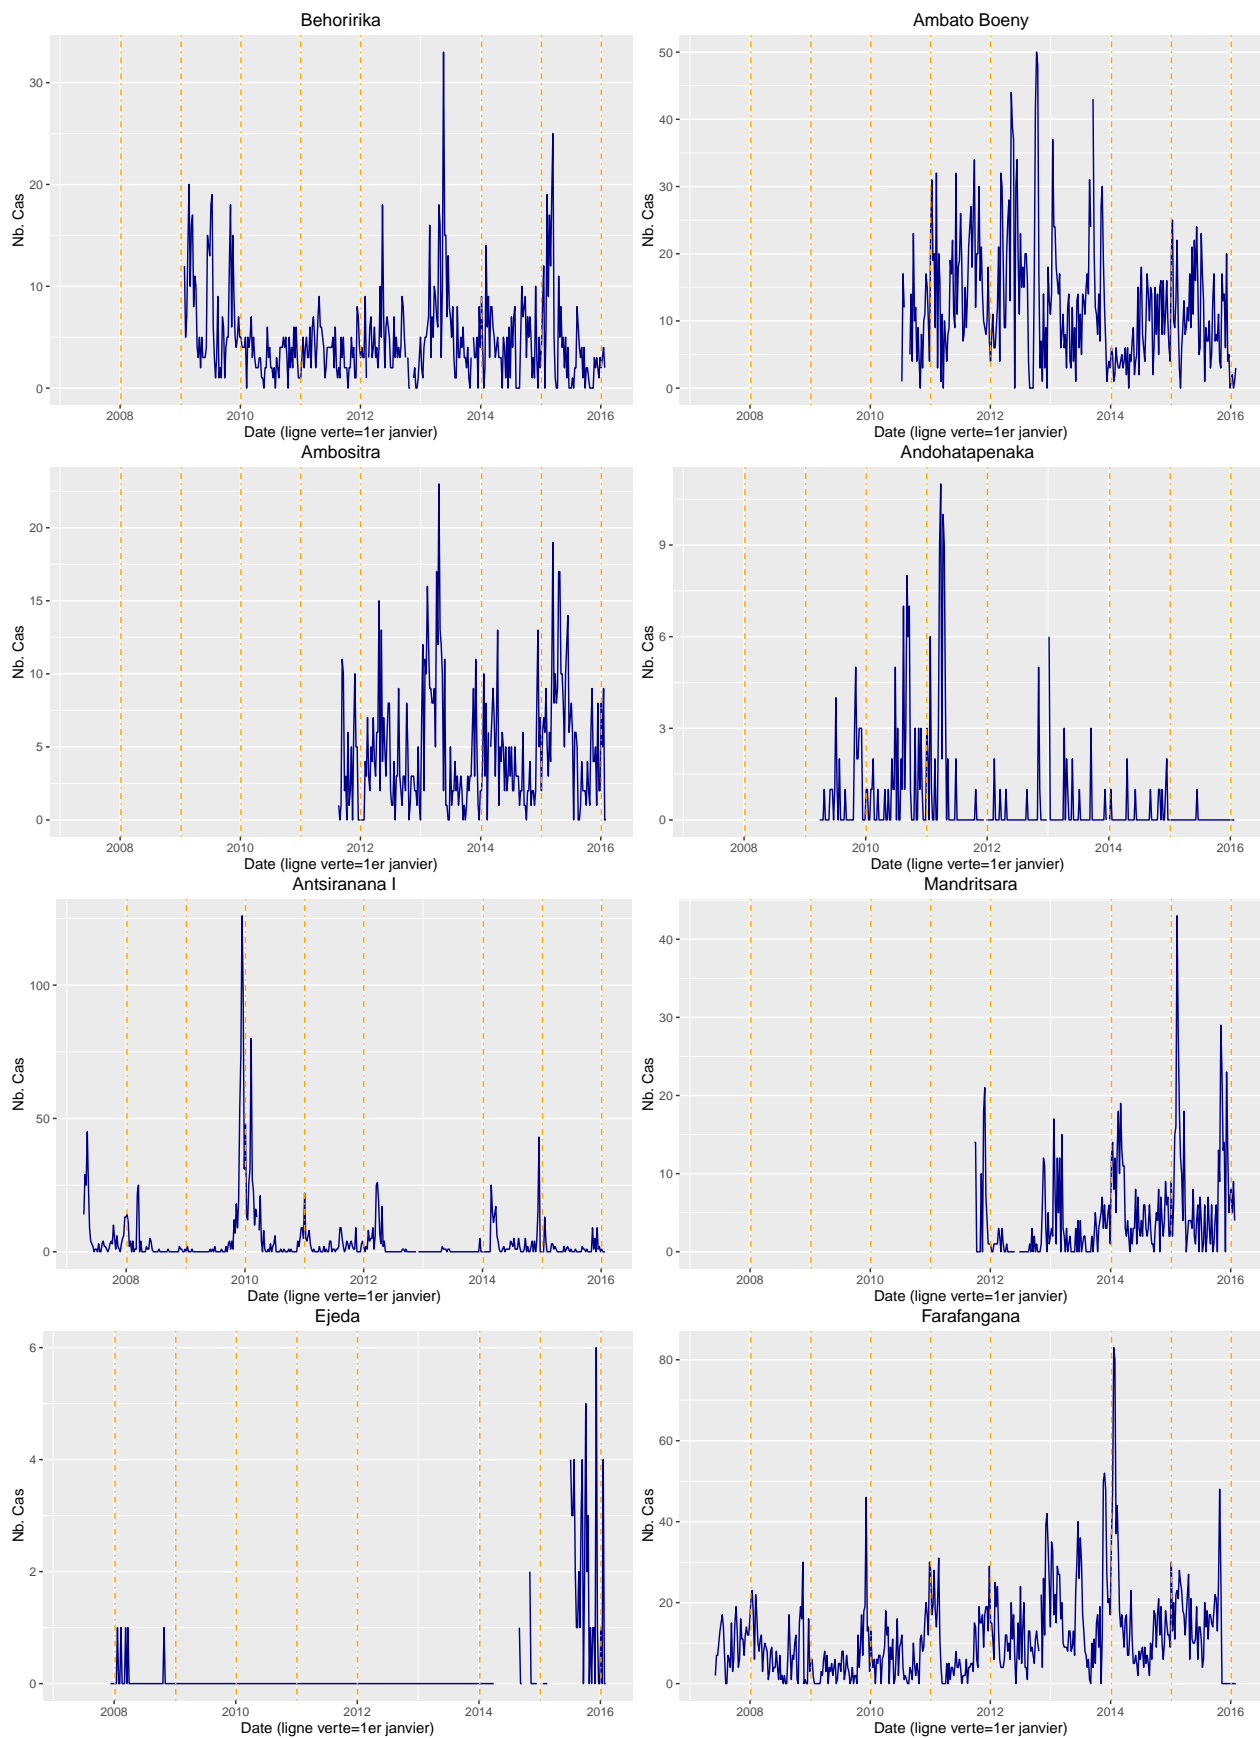 Behoririka
Nb. Cas
30
20
10
0
2008 2010 2012 2014 2016
Date (ligne verte=1er janvier)
Ambato Boeny
Nb. Cas
50
40
30
20
10
0
2008 2010 2012 2014 2016
Date (ligne verte=1er janvier)
Ambositra
Nb. Cas
20
15
10
5
0
2008 2010 2012 2014 2016
Date (ligne verte=1er janvier)
Andohatapenaka
Nb. Cas
9
6
3
0
2008 2010 2012 2014 2016
Date (ligne verte=1er janvier)
Antsiranana I
Nb. Cas
100
50
0
2008 2010 2012 2014 2016
Date (ligne verte=1er janvier)
Mandritsara
Nb. Cas
40
30
20
10
0
2008 2010 2012 2014 2016
Date (ligne verte=1er janvier)
Ejeda
Nb. Cas
6
4
2
0
2008 2010 2012 2014 2016
Date (ligne verte=1er janvier)
Farafangana
Nb. Cas
80
60
40
20
0
2008 2010 2012 2014 2016
Date (ligne verte=1er janvier)